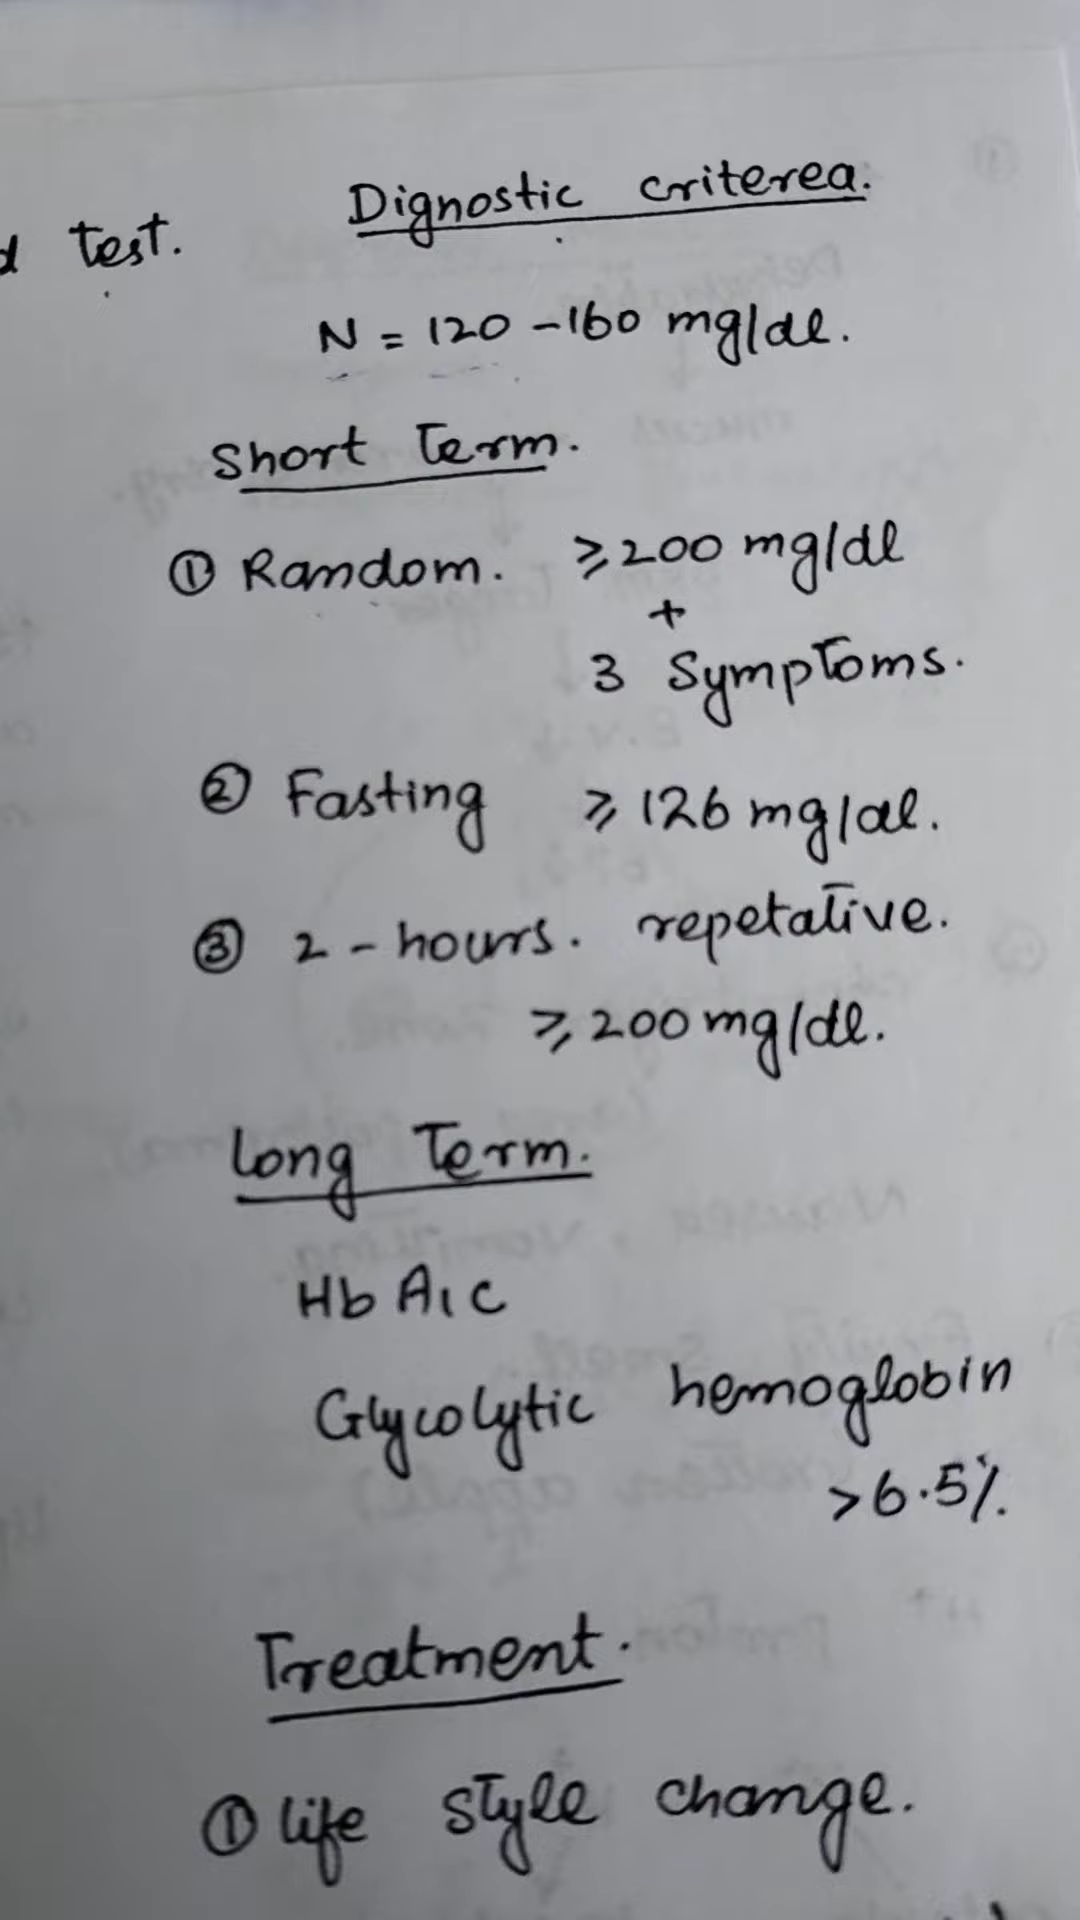 Dignostic criterea.
test.
N = 120 - 160 mg/dl.
Short Term.
① Random. ≥ 200 mg/dl
+
3 Symptoms.
② Fasting ≥ 126 mg/dl.
③ 2 - hours. repetative.
≥ 200 mg/dl.
Long Term.
Hb A1C
Glycolytic hemoglobin
>6.5%
Treatment.
① life style change.